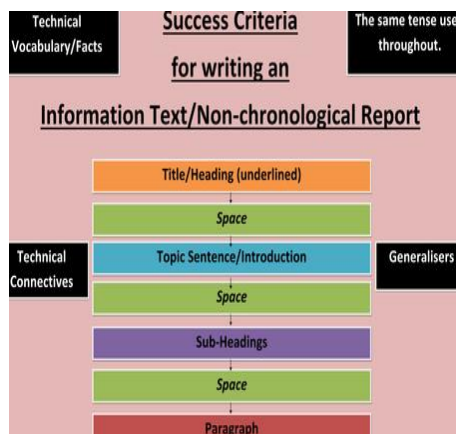 Technical
Vocabulary/Facts
Success Criteria
for writing an
Information Text/Non-chronological Report
The same tense use
throughout.
Title/Heading (underlined)
Space
Topic Sentence/Introduction
Technical
Connectives
Generalisers
Space
Sub-Headings
Space
Paragraph